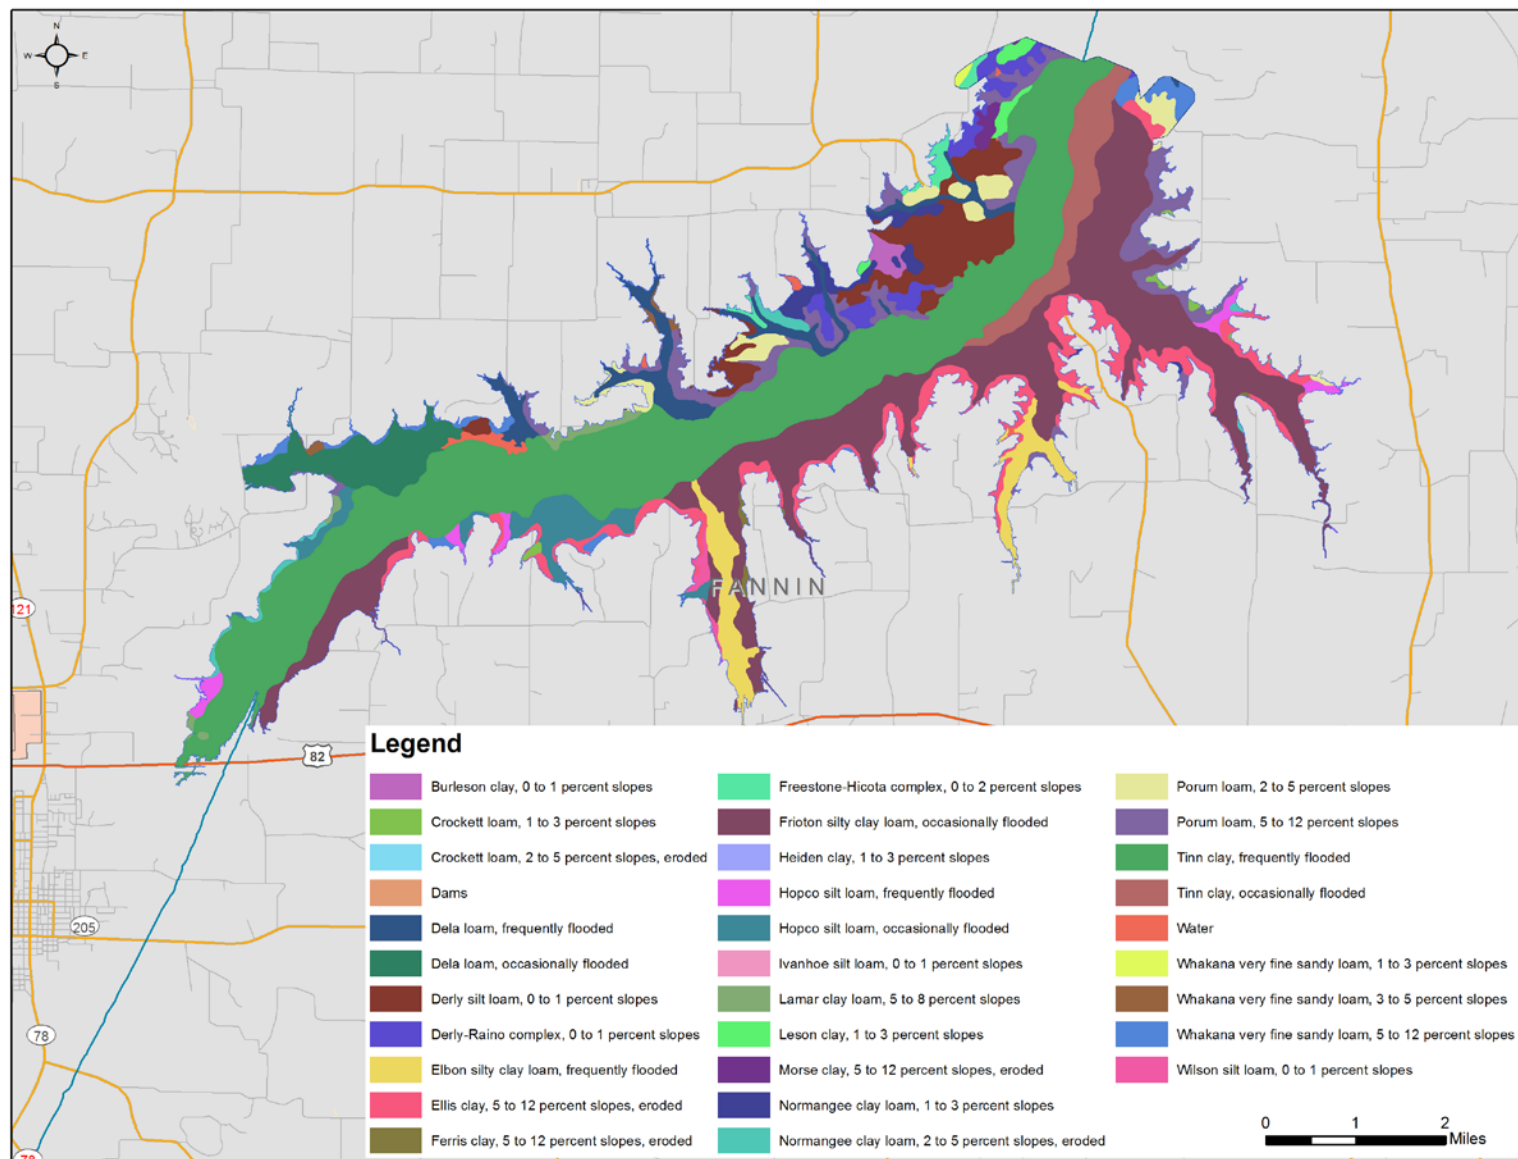 N
W E
S
121
FANNIN
82
205
78
78
Legend
Burleson clay, 0 to 1 percent slopes
Crockett loam, 1 to 3 percent slopes
Crockett loam, 2 to 5 percent slopes, eroded
Dams
Dela loam, frequently flooded
Dela loam, occasionally flooded
Derly silt loam, 0 to 1 percent slopes
Derly-Raino complex, 0 to 1 percent slopes
Elbon silty clay loam, frequently flooded
Ellis clay, 5 to 12 percent slopes, eroded
Ferris clay, 5 to 12 percent slopes, eroded
Freestone-Hicota complex, 0 to 2 percent slopes
Frioton silty clay loam, occasionally flooded
Heiden clay, 1 to 3 percent slopes
Hopco silt loam, frequently flooded
Hopco silt loam, occasionally flooded
Ivanhoe silt loam, 0 to 1 percent slopes
Lamar clay loam, 5 to 8 percent slopes
Leson clay, 1 to 3 percent slopes
Morse clay, 5 to 12 percent slopes, eroded
Normangee clay loam, 1 to 3 percent slopes
Normangee clay loam, 2 to 5 percent slopes, eroded
Porum loam, 2 to 5 percent slopes
Porum loam, 5 to 12 percent slopes
Tinn clay, frequently flooded
Tinn clay, occasionally flooded
Water
Whakana very fine sandy loam, 1 to 3 percent slopes
Whakana very fine sandy loam, 3 to 5 percent slopes
Whakana very fine sandy loam, 5 to 12 percent slopes
Wilson silt loam, 0 to 1 percent slopes
0 1 2
Miles